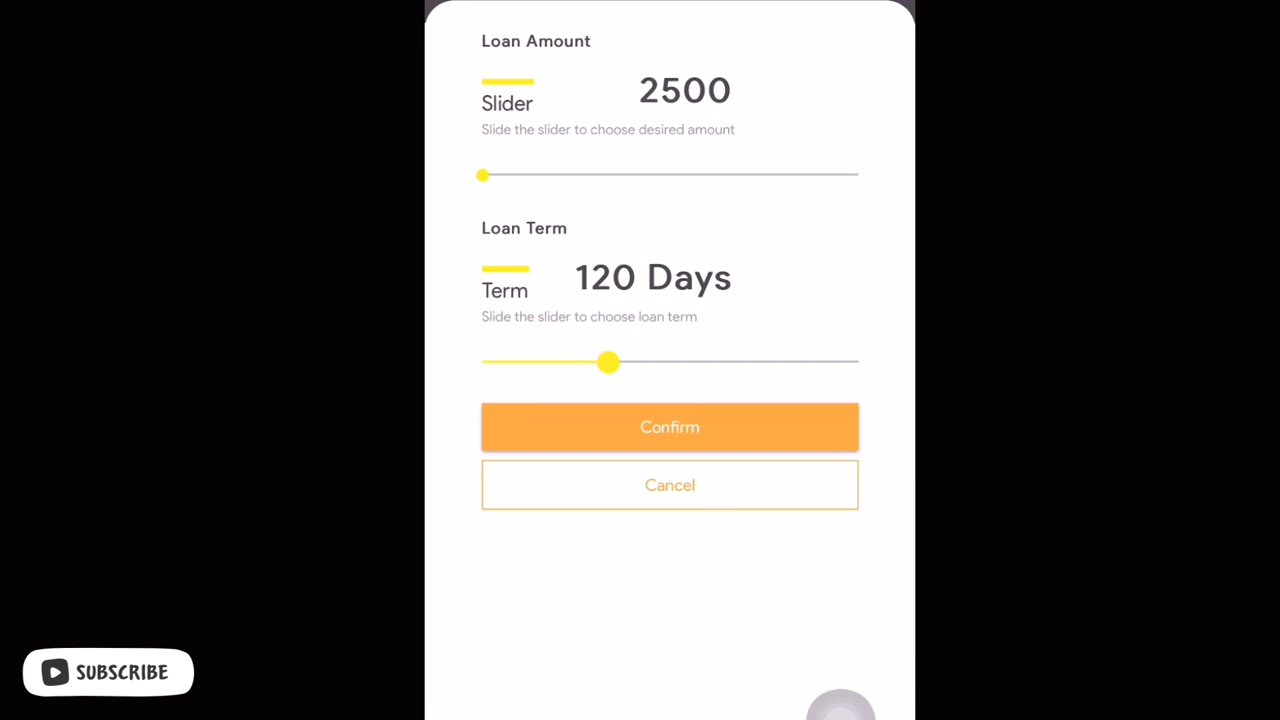 Loan Amount
Slider
2500
Slide the slider to choose desired amount
Loan Term
Term
120 Days
Slide the slider to choose loan term
Confirm
Cancel
SUBSCRIBE